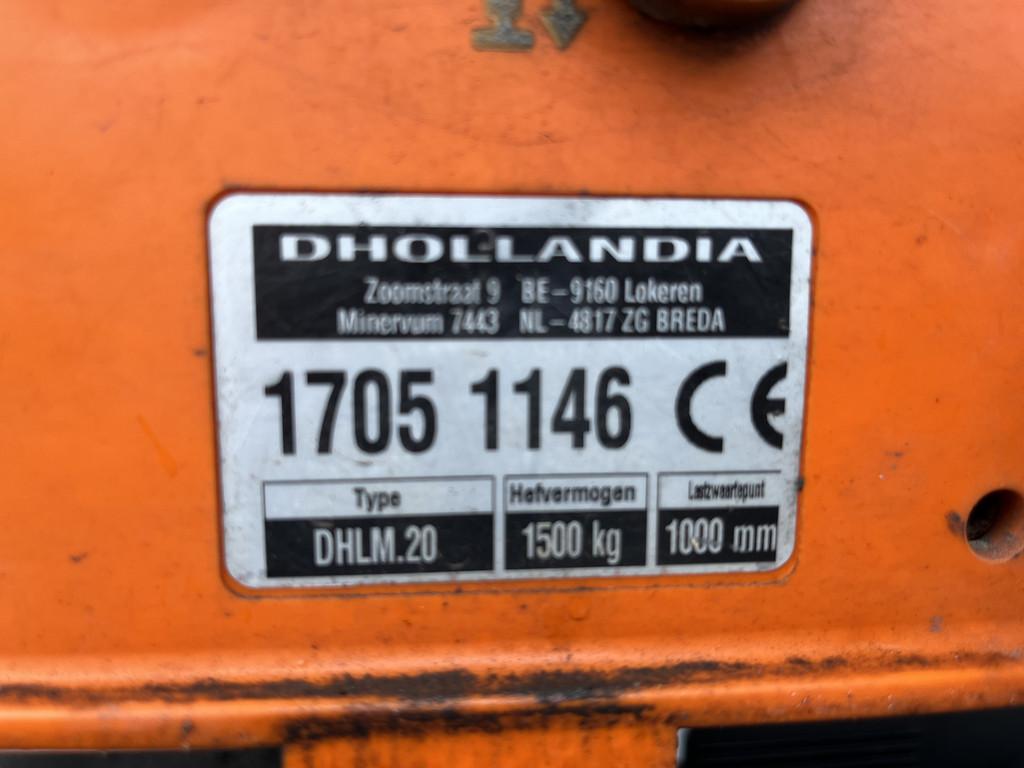 DHOLLANDIA
Zoomstraat 9 BE-9160 Lokeren
Minervum 7443 NL-4817 ZG BREDA
1705 1146 CE
Type Hefvermogen Lastzwaartepunt
DHLM.20 1500 kg 1000 mm